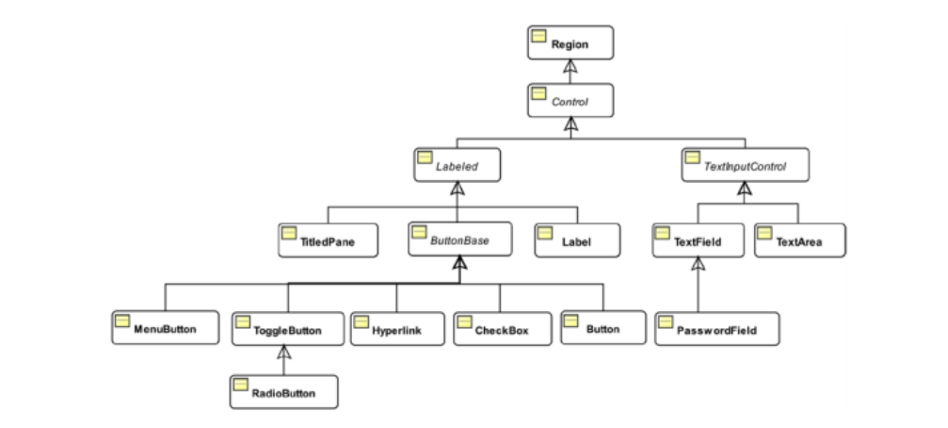 Region
Control
Labeled
TextInputControl
TitledPane
ButtonBase
Label
TextField
TextArea
MenuButton
ToggleButton
Hyperlink
CheckBox
Button
PasswordField
RadioButton